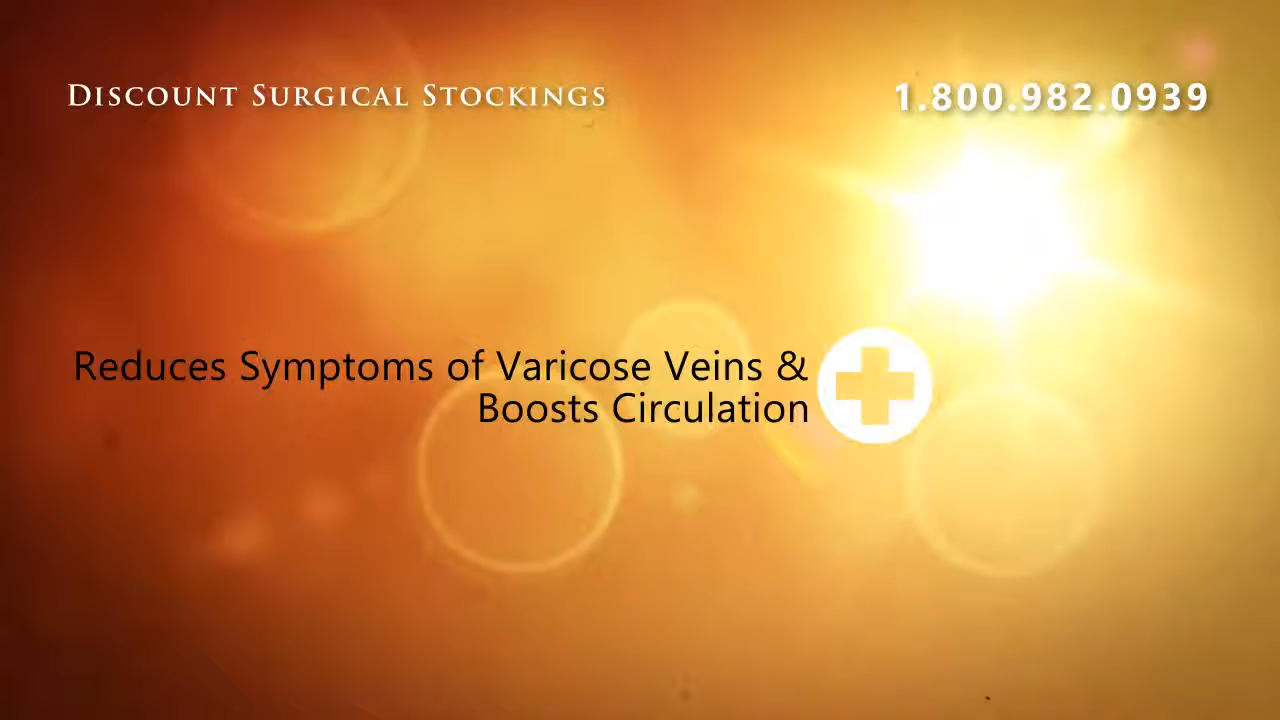 DISCOUNT SURGICAL STOCKINGS
1.800.982.0939
Reduces Symptoms of Varicose Veins &
Boosts Circulation